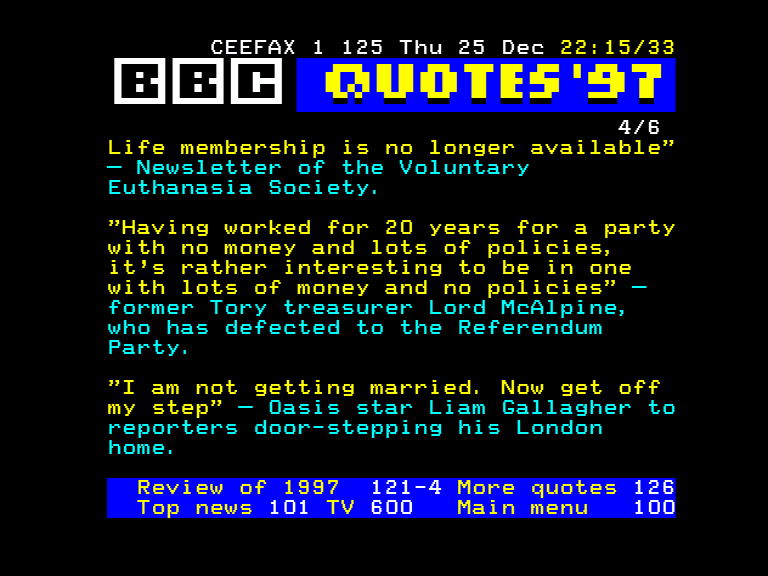 CEEFAX 1 125 Thu 25 Dec 22:15/33
BBC QUOTES'97
4/6
Life membership is no longer available”
— Newsletter of the Voluntary
Euthanasia Society.
”Having worked for 20 years for a party
with no money and lots of policies,
it’s rather interesting to be in one
with lots of money and no policies” —
former Tory treasurer Lord McAlpine,
who has defected to the Referendum
Party.
”I am not getting married. Now get off
my step” — Oasis star Liam Gallagher to
reporters door-stepping his London
home.
Review of 1997 121-4 More quotes 126
Top news 101 TV 600 Main menu 100